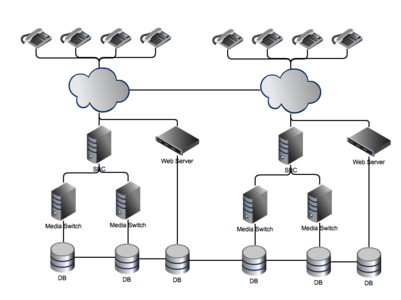 SBC
Web Server
SBC
Web Server
Media Switch
Media Switch
Media Switch
Media Switch
DB
DB
DB
DB
DB
DB